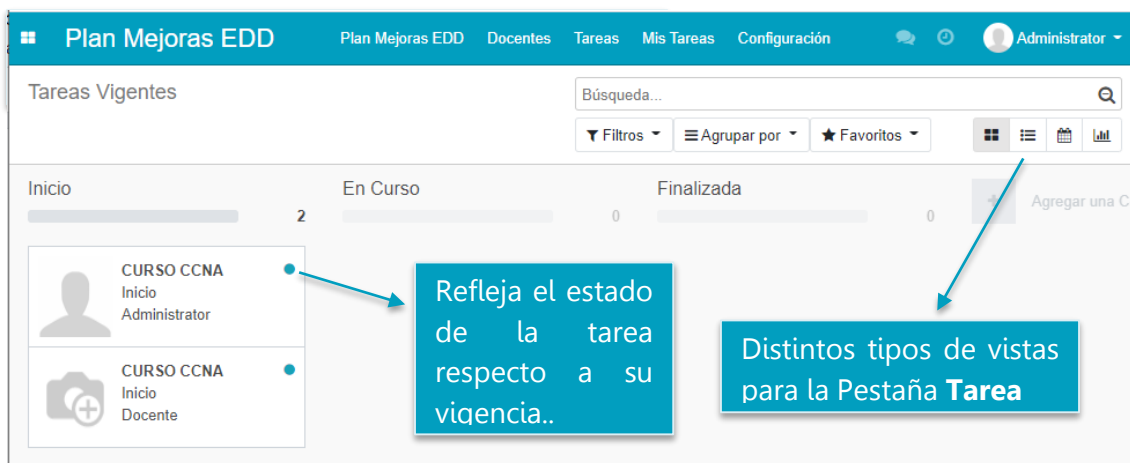 Plan Mejoras EDD Plan Mejoras EDD Docentes Tareas Mis Tareas Configuración Administrator
Tareas Vigentes
Búsqueda...
Filtros Agrupar por Favoritos
Inicio
2
En Curso
0
Finalizada
0
Agregar una C
CURSO CCNA
Inicio
Administrator
CURSO CCNA
Inicio
Docente
Refleja el estado
de la tarea
respecto a su
vigencia..
Distintos tipos de vistas
para la Pestaña Tarea